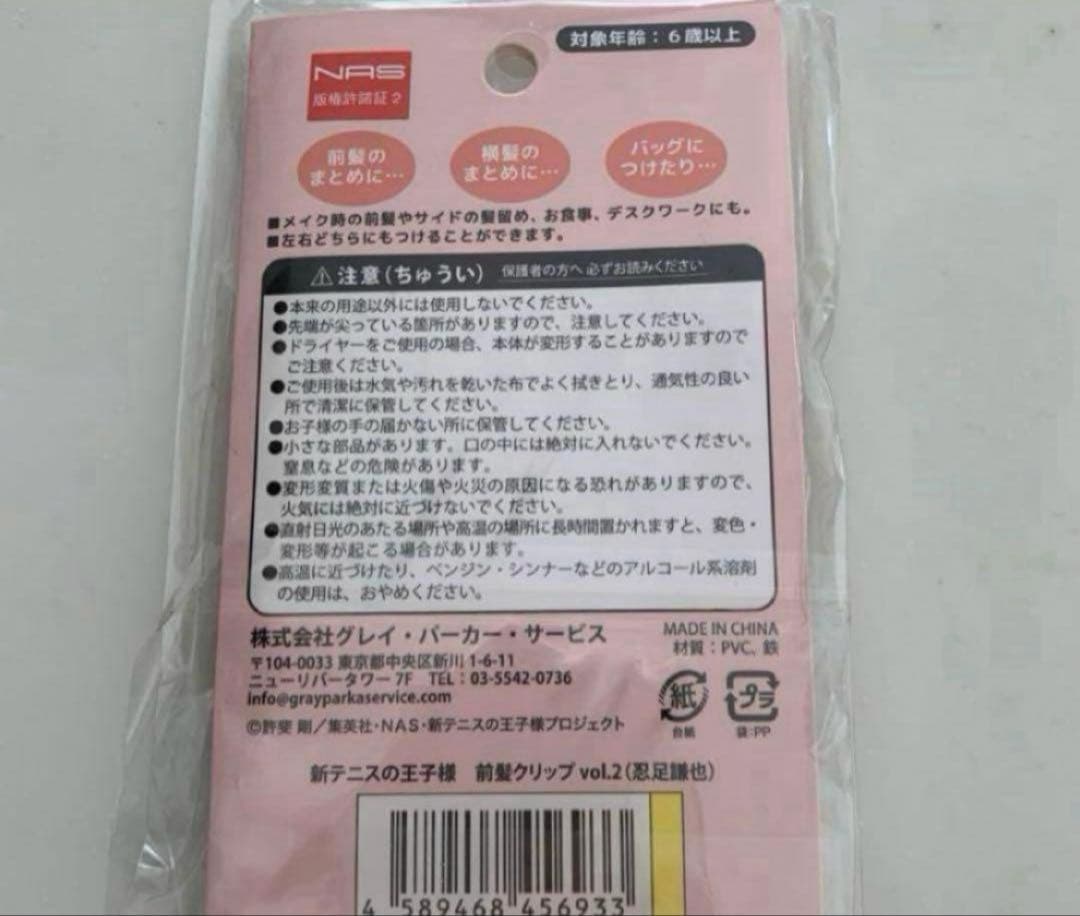 対象年齢：6歳以上
NAS
版権許諾証2
前髪の
まとめに…
横髪の
まとめに…
バッグに
つけたり…
■メイク時の前髪やサイドの髪留め、お食事、デスクワークにも。
■左右どちらにもつけることができます。
⚠注意(ちゅうい) 保護者の方へ 必ずお読みください
●本来の用途以外には使用しないでください。
●先端が尖っている箇所がありますので、注意してください。
●ドライヤーをご使用の場合、本体が変形することがありますので
ご注意ください。
●ご使用後は水気や汚れを乾いた布でよく拭きとり、通気性の良い
所で清潔に保管してください。
●お子様の手の届かない所に保管してください。
●小さな部品があります。口の中には絶対に入れないでください。
窒息などの危険があります。
●変形変質または火傷や火災の原因になる恐れがありますので、
火気には絶対に近づけないでください。
●直射日光のあたる場所や高温の場所に長時間置かれますと、変色・
変形等が起こる場合があります。
●高温に近づけたり、ベンジン・シンナーなどのアルコール系溶剤
の使用は、おやめください。
株式会社グレイ・パーカー・サービス
〒104-0033 東京都中央区新川 1-6-11
ニューリバータワー 7F TEL：03-5542-0736
info@grayparkaservice.com
MADE IN CHINA
材質：PVC、鉄
紙
台紙
プラ
袋:PP
©許斐 剛／集英社・NAS・新テニスの王子様プロジェクト
新テニスの王子様 前髪クリップ vol.2(忍足謙也)
4 589468 456933